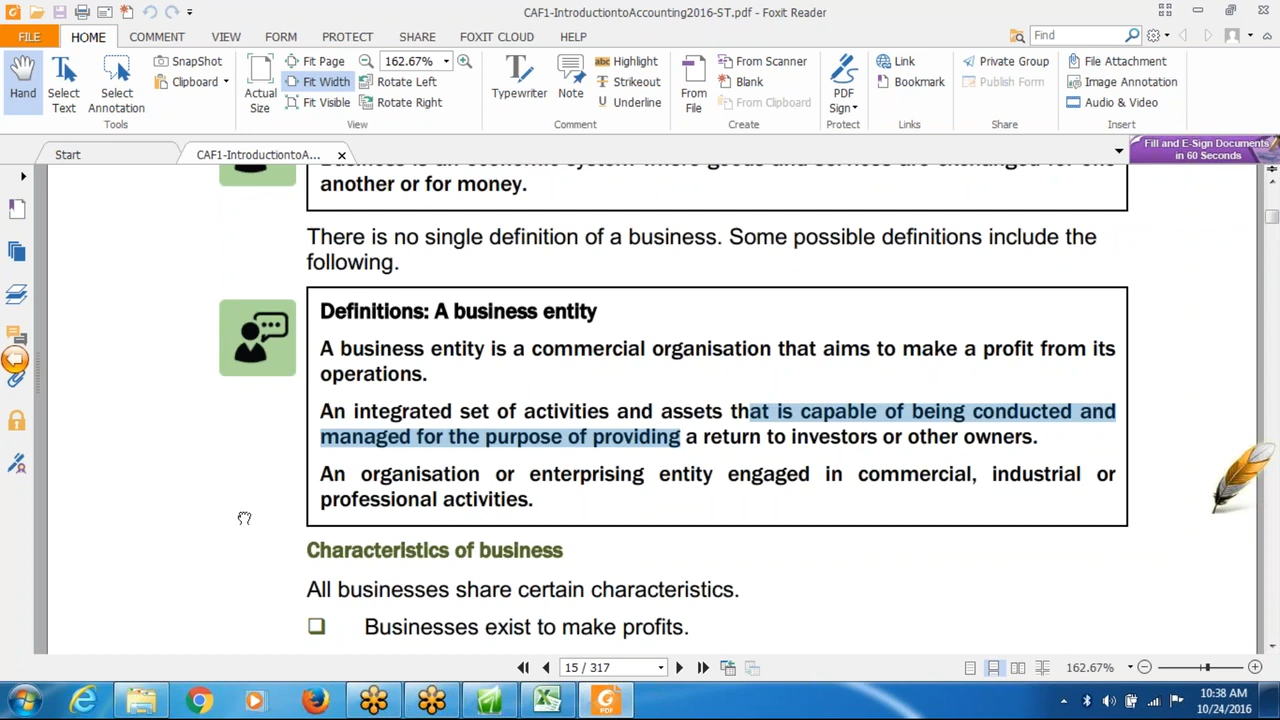 CAF1-IntroductiontoAccounting2016-ST.pdf - Foxit Reader
FILE HOME COMMENT VIEW FORM PROTECT SHARE FOXIT CLOUD HELP Find
SnapShot Fit Page 162.67% Highlight From Scanner Link Private Group File Attachment
Hand Select Text Select Annotation Clipboard Actual Size Fit Width Rotate Left Typewriter Note Strikeout From File Blank PDF Sign Bookmark Publish Form Image Annotation
Fit Visible Rotate Right Underline From Clipboard Audio & Video
Tools View Comment Create Protect Links Share Insert
Start CAF1-IntroductiontoA... Fill and E-Sign Documents
in 60 Seconds
another or for money.
There is no single definition of a business. Some possible definitions include the
following.
Definitions: A business entity
A business entity is a commercial organisation that aims to make a profit from its
operations.
An integrated set of activities and assets that is capable of being conducted and
managed for the purpose of providing a return to investors or other owners.
An organisation or enterprising entity engaged in commercial, industrial or
professional activities.
Characteristics of business
All businesses share certain characteristics.
Businesses exist to make profits.
15 / 317 162.67%
PDF
10:38 AM
10/24/2016